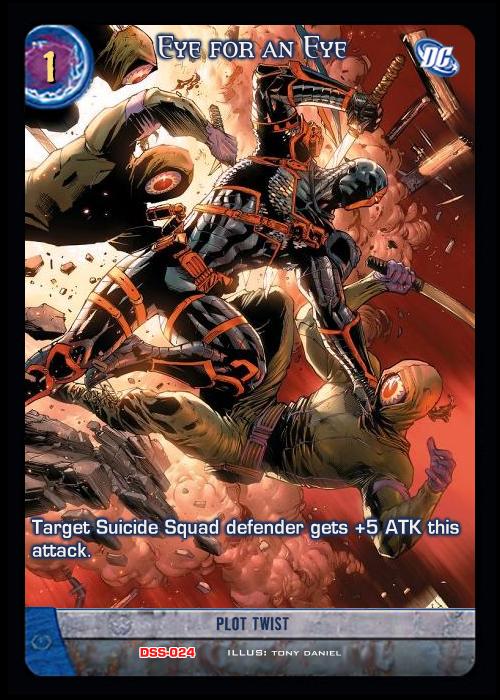 1
Eye for an Eye
DC
Target Suicide Squad defender gets +5 ATK this
attack.
PLOT TWIST
DSS-024
ILLUS: TONY DANIEL